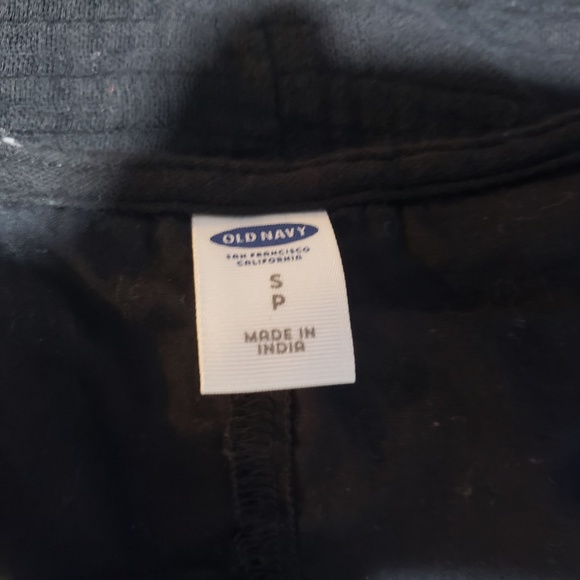 OLD NAVY
SAN FRANCISCO
CALIFORNIA
S
P
MADE IN
INDIA